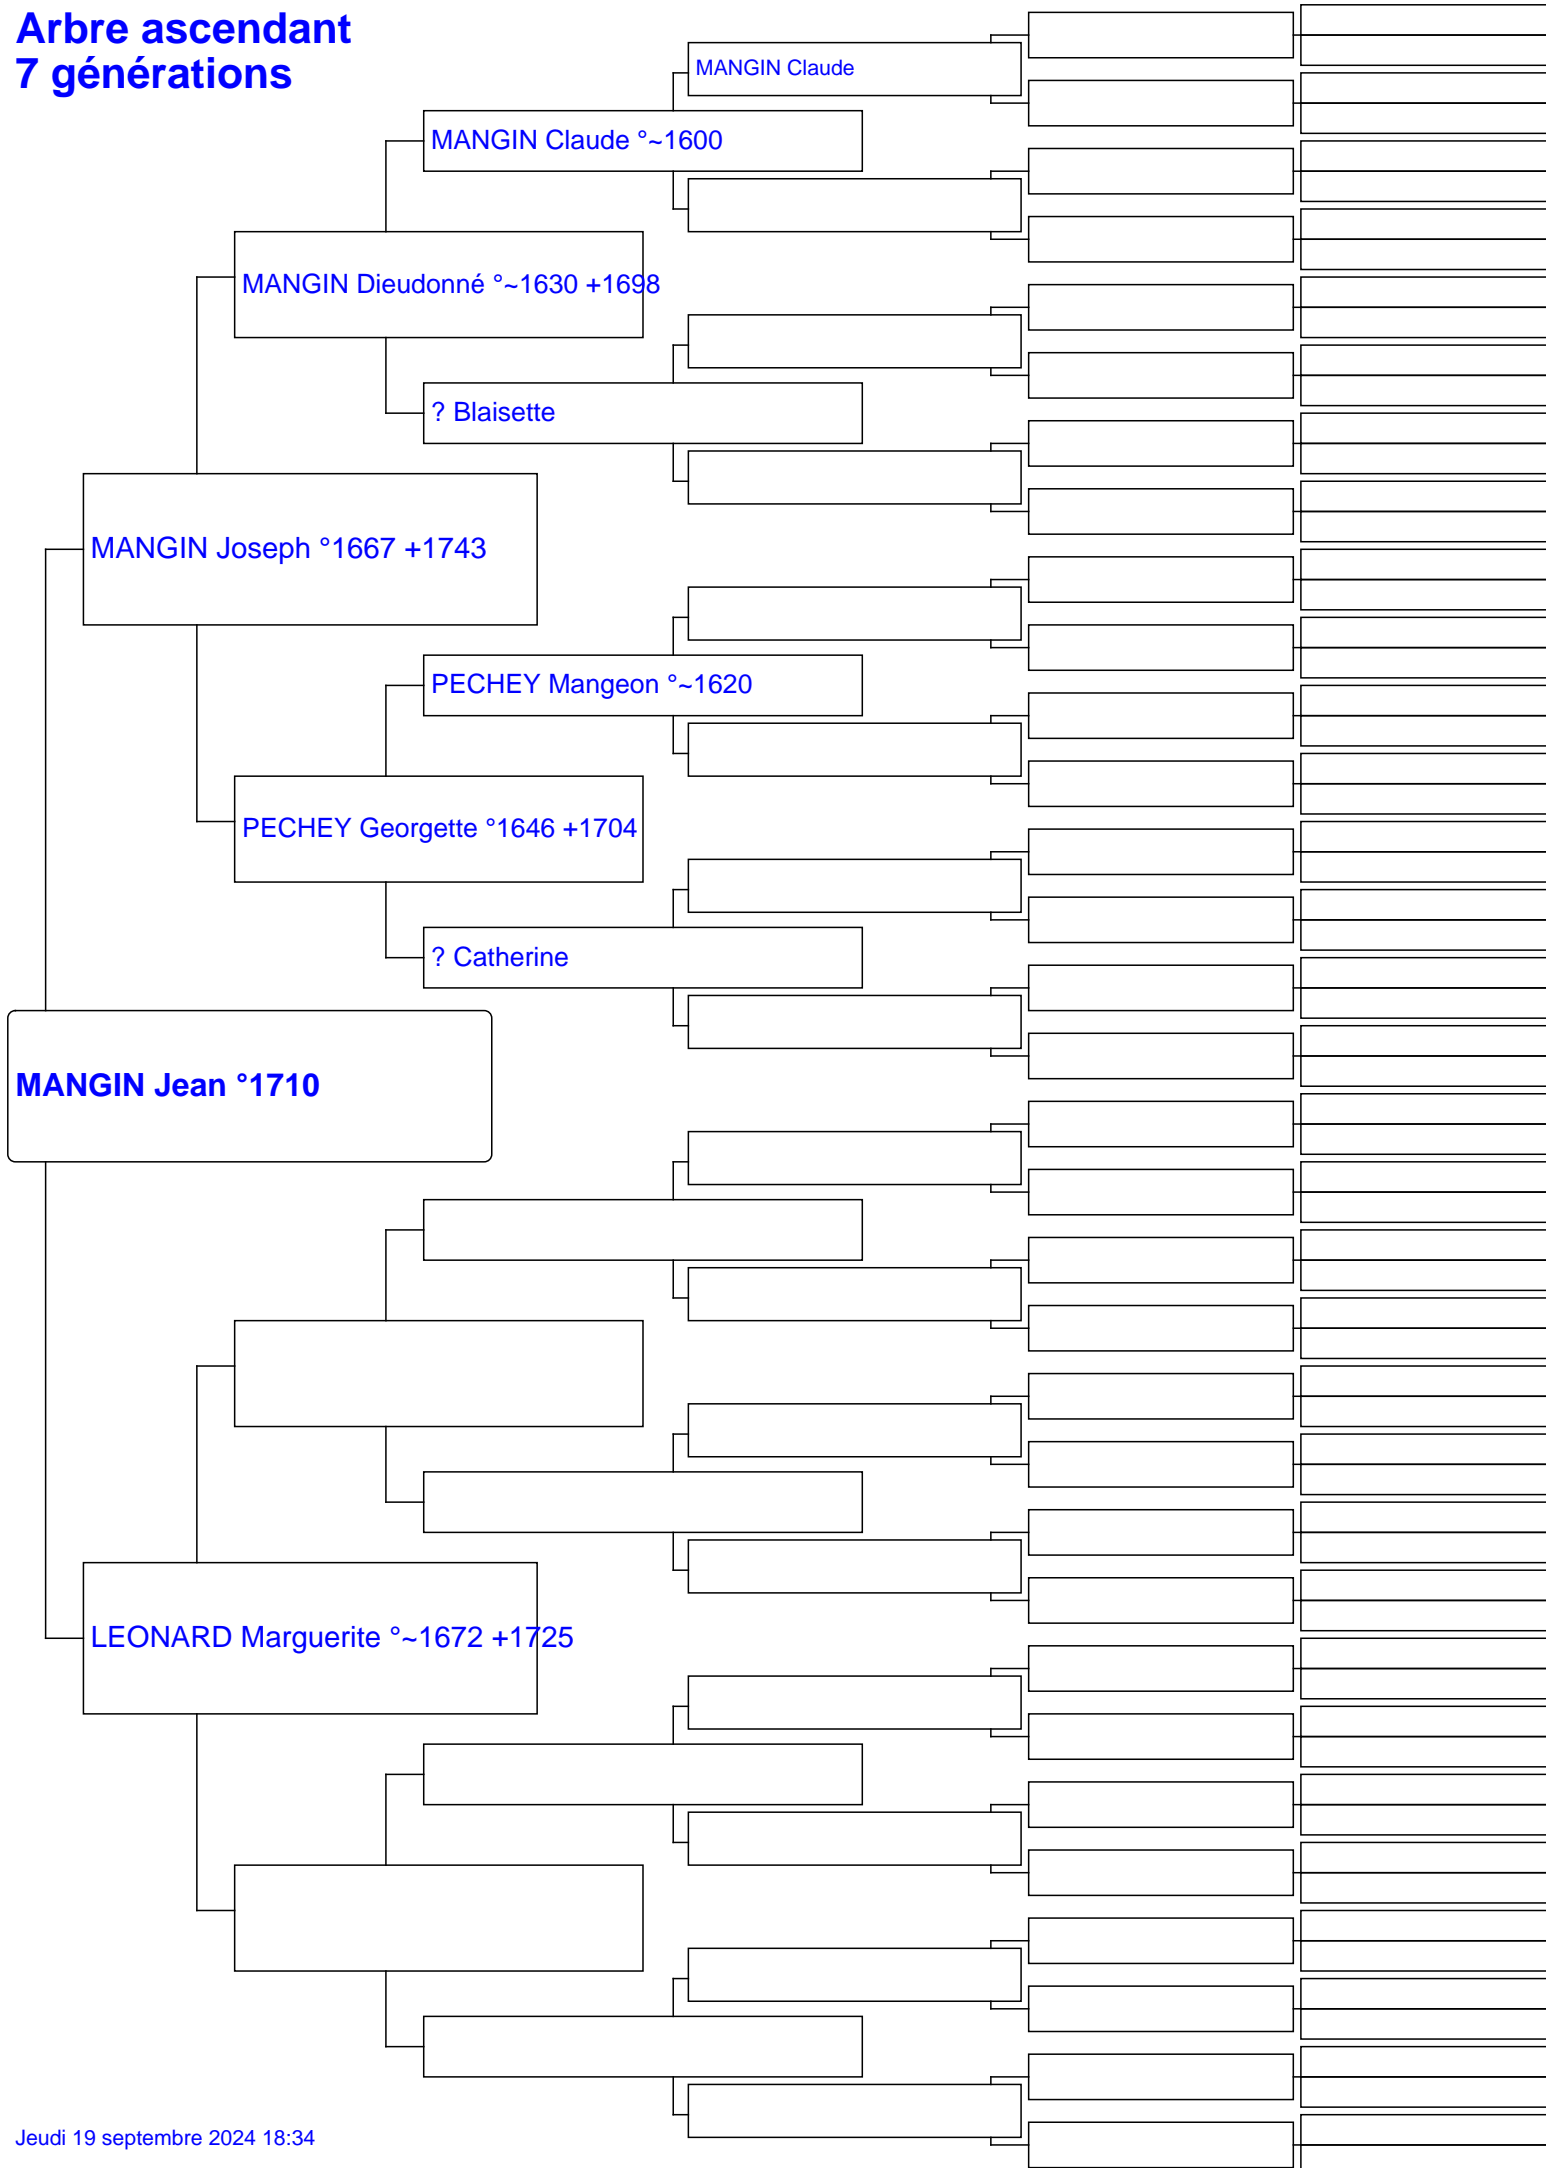 Arbre ascendant
7 générations
MANGIN Claude
MANGIN Claude °~1600
MANGIN Dieudonné °~1630 +1698
? Blaisette
MANGIN Joseph °1667 +1743
PECHEY Mangeon °~1620
PECHEY Georgette °1646 +1704
? Catherine
MANGIN Jean °1710
LEONARD Marguerite °~1672 +1725
Jeudi 19 septembre 2024 18:34